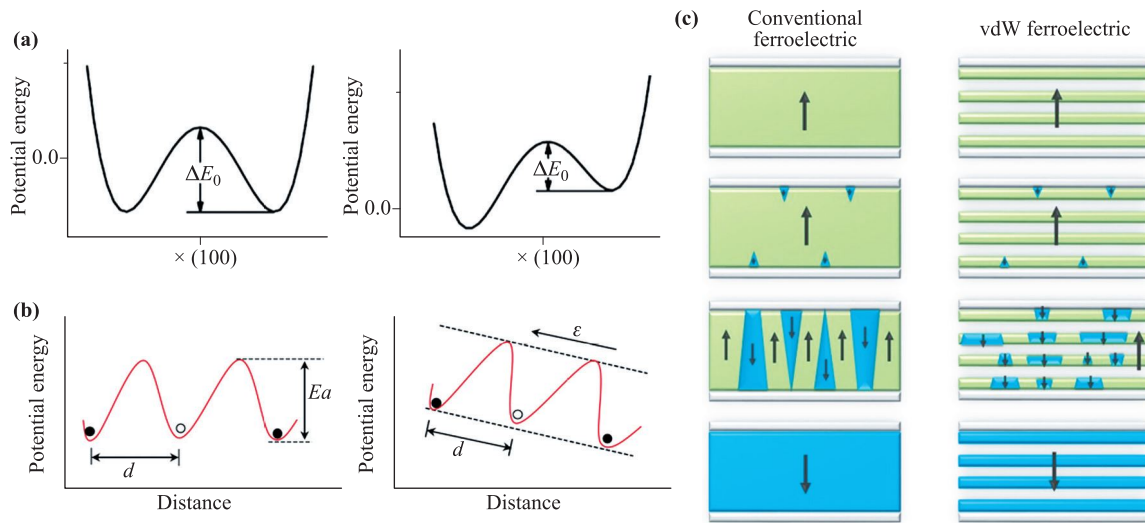 (a)
Potential energy
0.0
ΔE₀
× (100)
Potential energy
0.0
ΔE₀
× (100)
(b)
Potential energy
Ea
d
Distance
Potential energy
ε
d
Distance
(c)
Conventional
ferroelectric
vdW ferroelectric